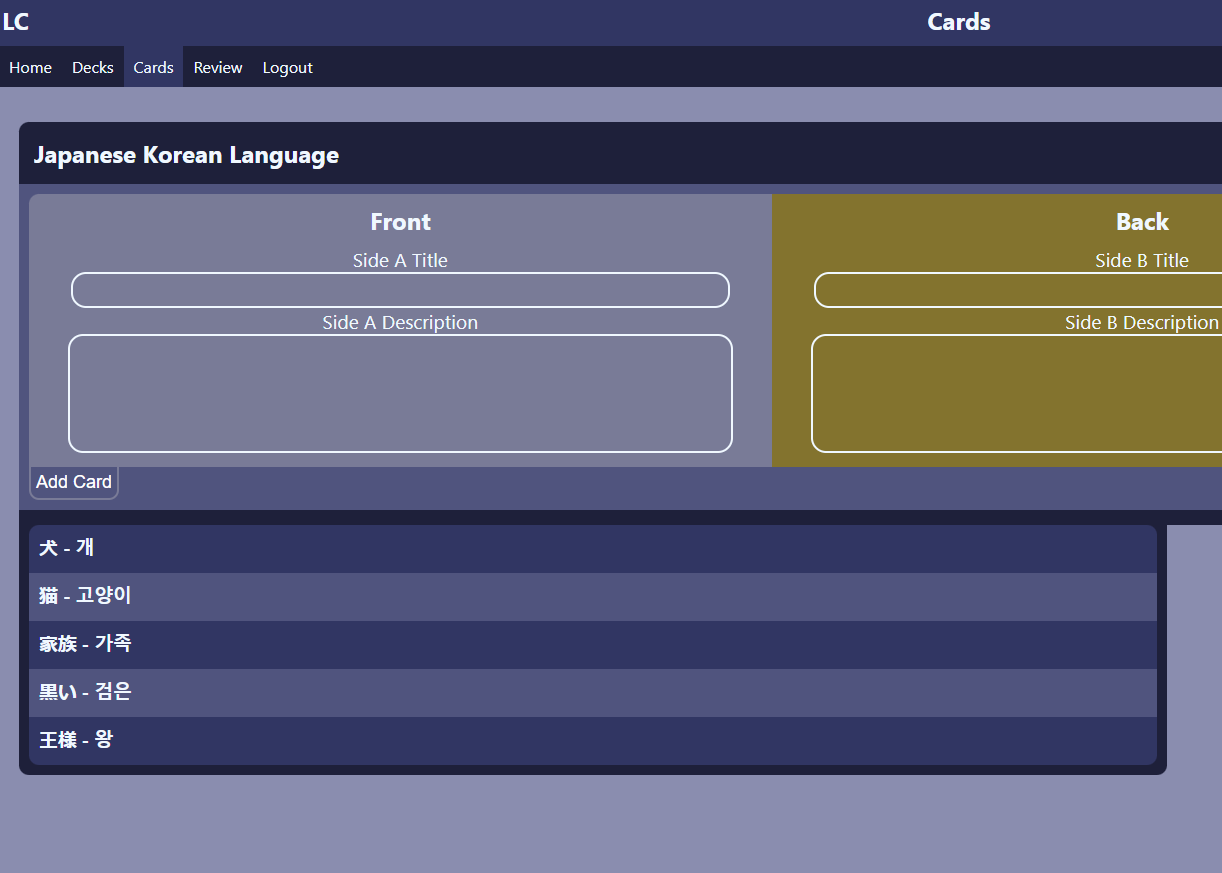 LC Cards
Home Decks Cards Review Logout
Japanese Korean Language
Front
Side A Title
Side A Description
Back
Side B Title
Side B Description
Add Card
犬 - 개
猫 - 고양이
家族 - 가족
黒い - 검은
王様 - 왕